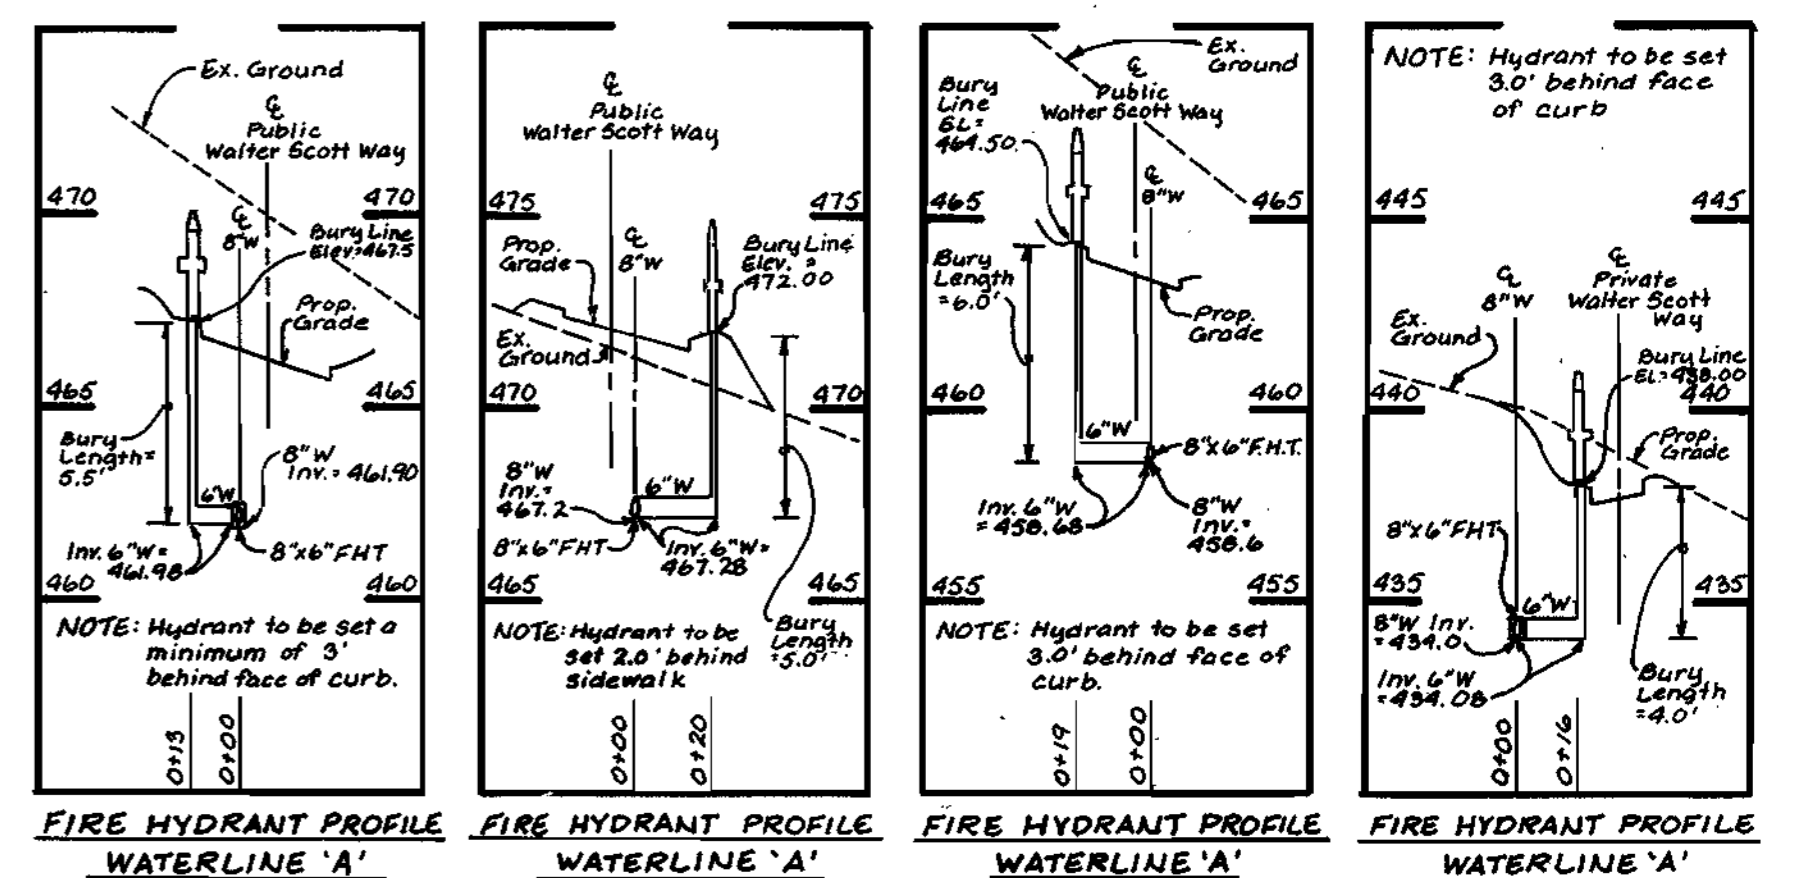 Ex. Ground
℄
Public
Walter Scott Way
470
470
℄
8"W
Bury Line
Elev.=467.5
Prop.
Grade
465
465
Bury
Length=
5.5'
8"W
Inv.= 461.90
6"W
Inv. 6"W=
461.98
8"x6"FHT
460
460
NOTE: Hydrant to be set a
minimum of 3'
behind face of curb.
0+13
0+00
FIRE HYDRANT PROFILE
WATERLINE 'A'
℄
Public
Walter Scott Way
475
475
Prop.
Grade
℄
8"W
Bury Line
Elev. =
472.00
Ex.
Ground
470
470
8"W
Inv.=
467.2
6"W
8"x6"FHT
Inv. 6"W=
467.28
465
465
Bury
Length
=5.0'
NOTE: Hydrant to be
set 2.0' behind
sidewalk
0+00
0+20
FIRE HYDRANT PROFILE
WATERLINE 'A'
Ex.
Ground
℄
Public
Walter Scott Way
Bury
Line
EL=
464.50
℄
8"W
465
465
Bury
Length
=6.0'
Prop.
Grade
460
460
6"W
8"x6"F.H.T.
Inv. 6"W
=458.68
8"W
Inv.=
458.6
455
455
NOTE: Hydrant to be set
3.0' behind face of
curb.
0+19
0+00
FIRE HYDRANT PROFILE
WATERLINE 'A'
NOTE: Hydrant to be set
3.0' behind face
of curb
445
445
℄
8"W
℄
Private
Walter Scott
Way
Ex.
Ground
Bury Line
EL.=438.00
440
440
Prop.
Grade
8"x6"FHT
435
435
6"W
8"W Inv.
=434.0
Inv. 6"W
=434.08
Bury
Length
=4.0'
0+00
0+16
FIRE HYDRANT PROFILE
WATERLINE 'A'